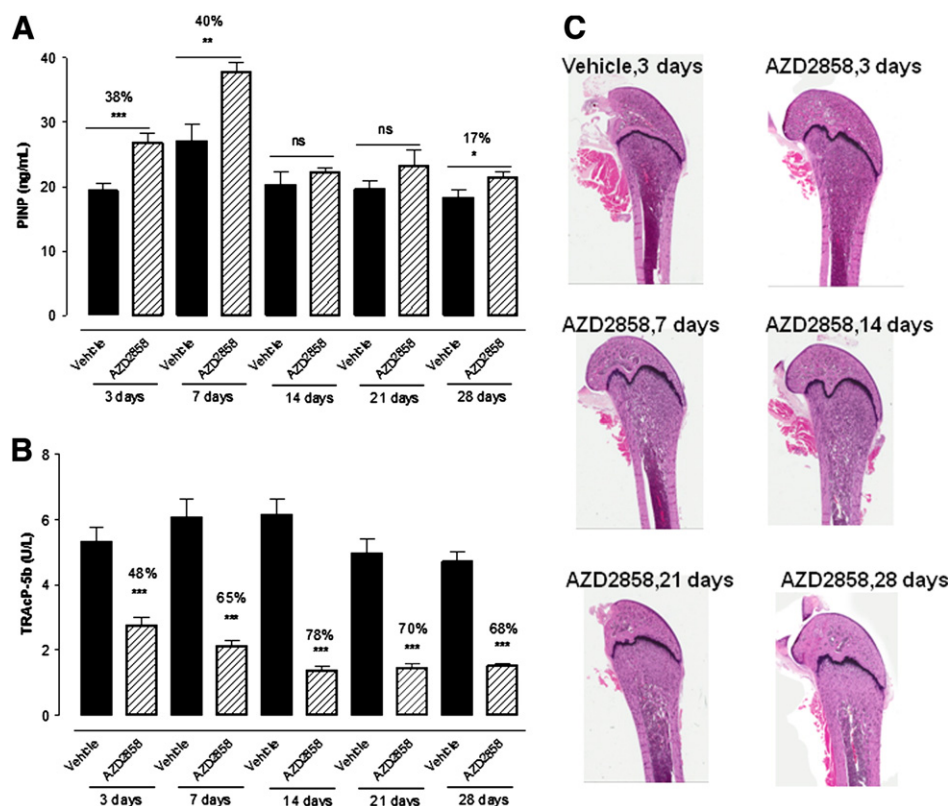 A
PINP (ng/mL)
40
30
20
10
0
38%
***
40%
**
ns
ns
17%
*
Vehicle
AZD2858
Vehicle
AZD2858
Vehicle
AZD2858
Vehicle
AZD2858
Vehicle
AZD2858
3 days
7 days
14 days
21 days
28 days
B
TRAcP-5b (U/L)
8
6
4
2
0
48%
***
65%
***
78%
***
70%
***
68%
***
Vehicle
AZD2858
Vehicle
AZD2858
Vehicle
AZD2858
Vehicle
AZD2858
Vehicle
AZD2858
3 days
7 days
14 days
21 days
28 days
C
Vehicle,3 days
AZD2858,3 days
AZD2858,7 days
AZD2858,14 days
AZD2858,21 days
AZD2858,28 days